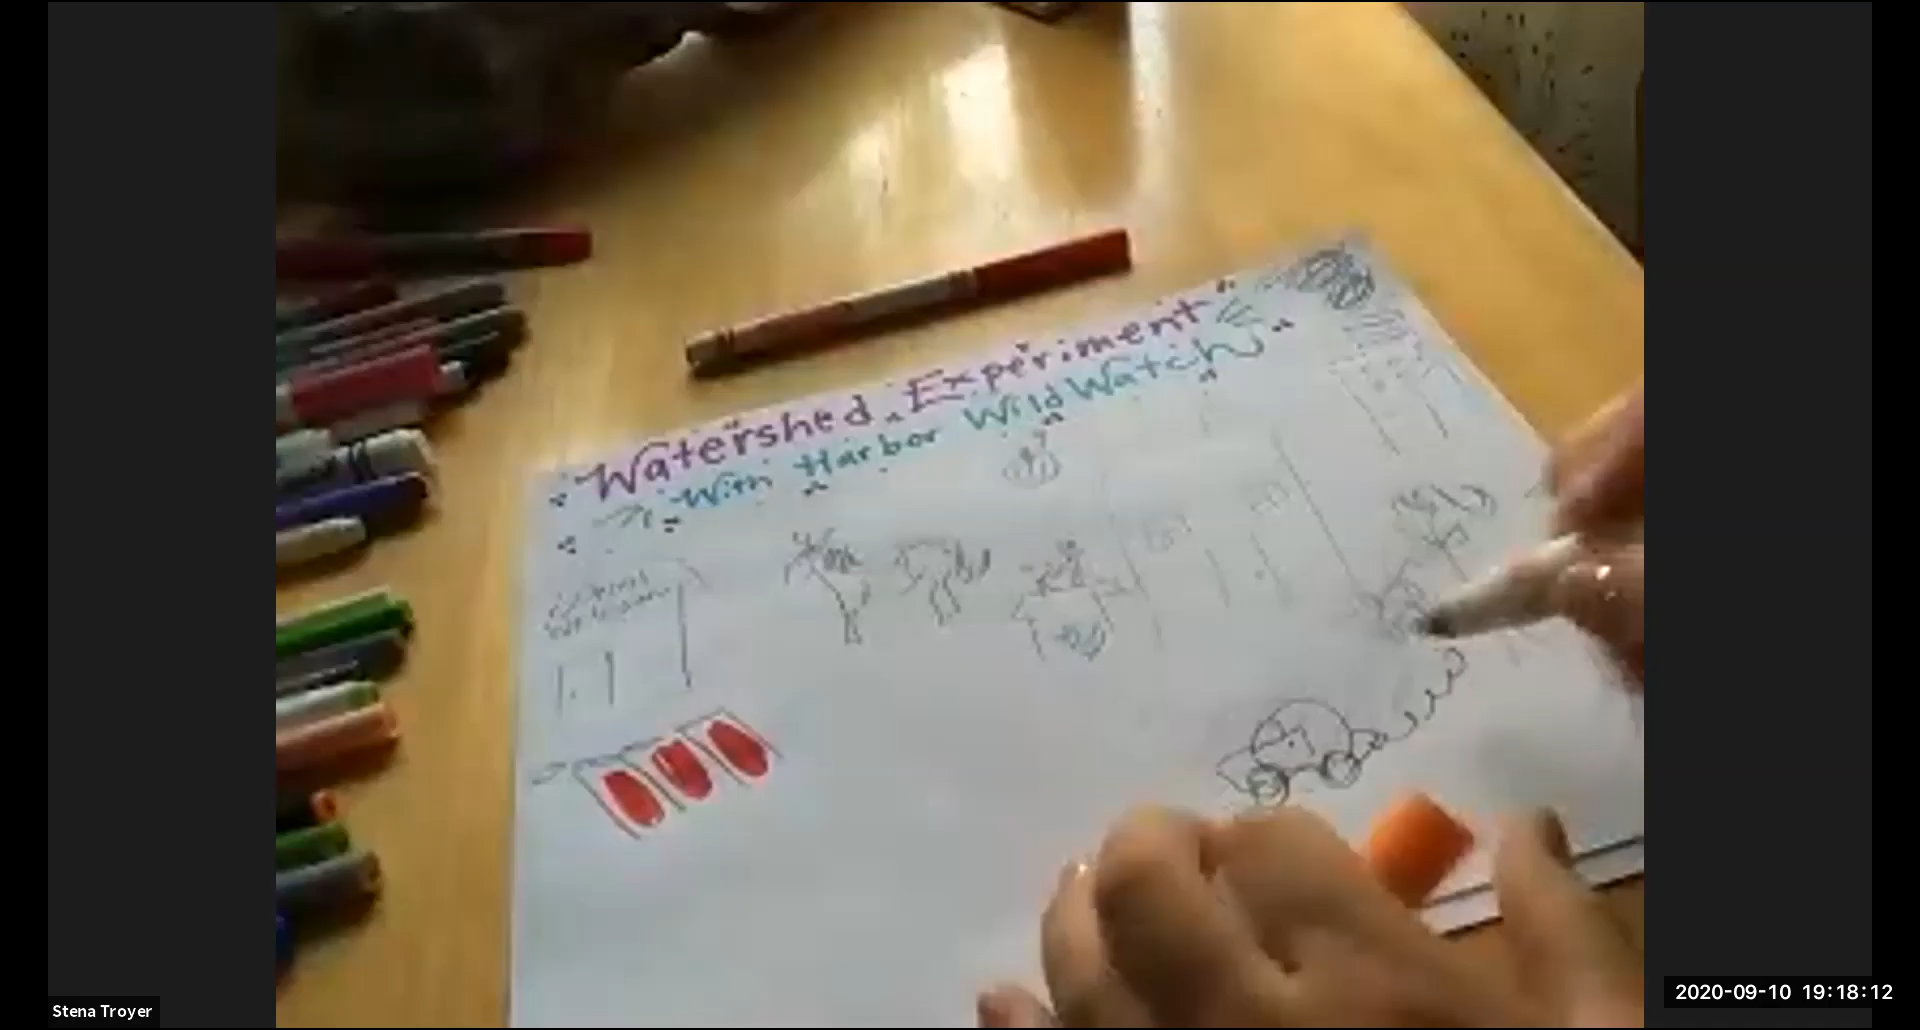 Watershed Experiment
With Harbor WildWatch
Stena Troyer
2020-09-10 19:18:12